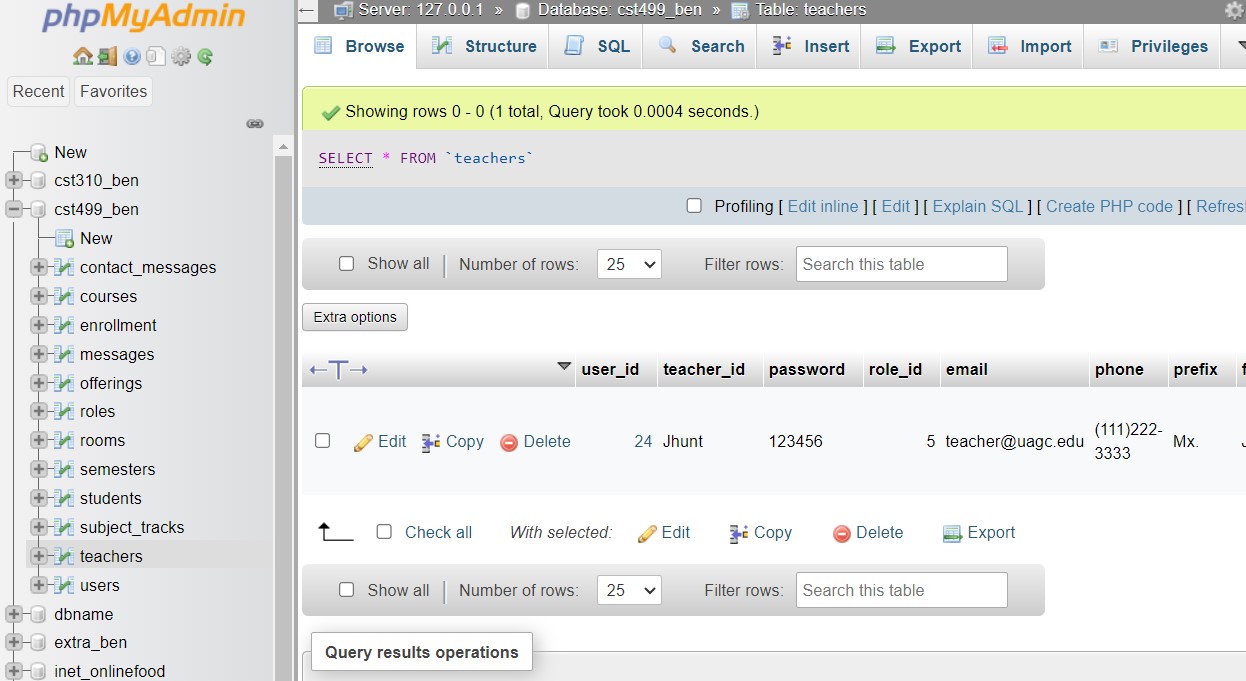 phpMyAdmin
Recent Favorites
New
cst310_ben
cst499_ben
New
contact_messages
courses
enrollment
messages
offerings
roles
rooms
semesters
students
subject_tracks
teachers
users
dbname
extra_ben
inet_onlinefood
Server: 127.0.0.1 » Database: cst499_ben » Table: teachers
Browse Structure SQL Search Insert Export Import Privileges
Showing rows 0 - 0 (1 total, Query took 0.0004 seconds.)
SELECT * FROM `teachers`
Profiling [ Edit inline ] [ Edit ] [ Explain SQL ] [ Create PHP code ] [ Refres
Show all | Number of rows: 25 Filter rows: Search this table
Extra options
←T→ user_id teacher_id password role_id email phone prefix f
Edit Copy Delete 24 Jhunt 123456 5 teacher@uagc.edu (111)222-
3333 Mx.
Check all With selected: Edit Copy Delete Export
Show all | Number of rows: 25 Filter rows: Search this table
Query results operations